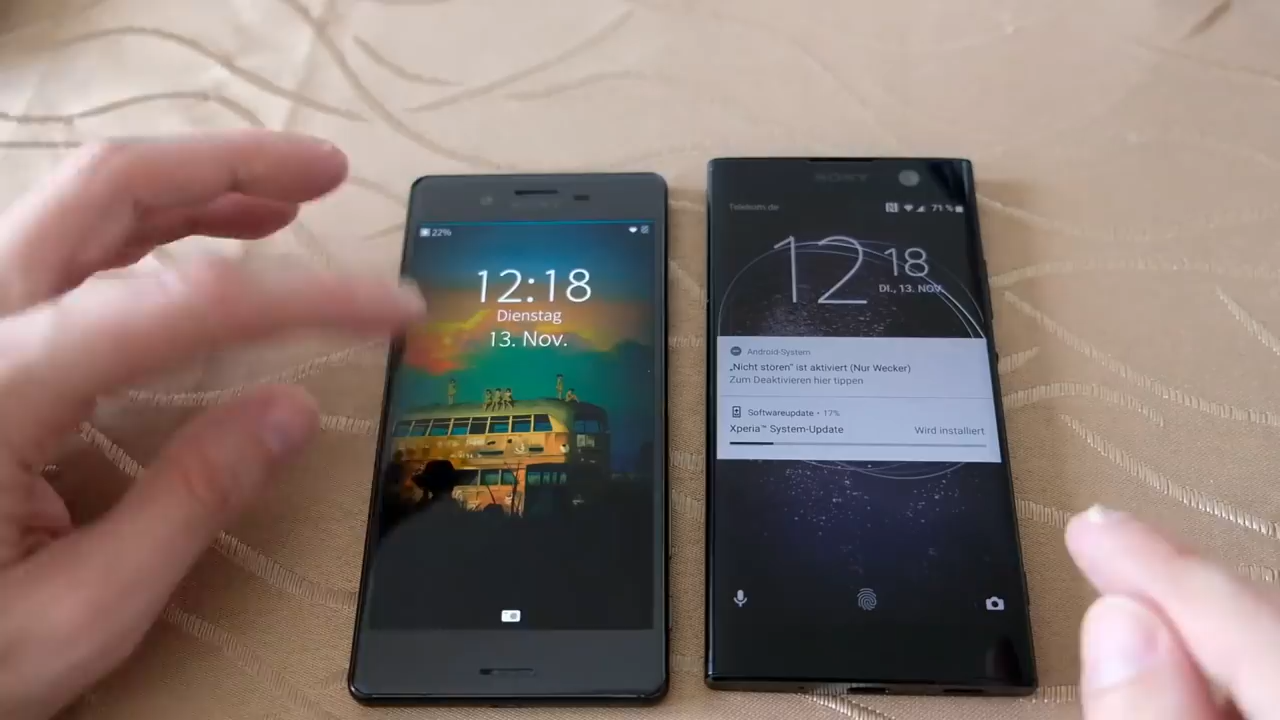 22%
12:18
Dienstag
13. Nov.
SONY
Telekom.de
71 %
12 18
DI., 13. NOV.
Android-System
„Nicht stören" ist aktiviert (Nur Wecker)
Zum Deaktivieren hier tippen
Softwareupdate • 17%
Xperia™ System-Update
Wird installiert